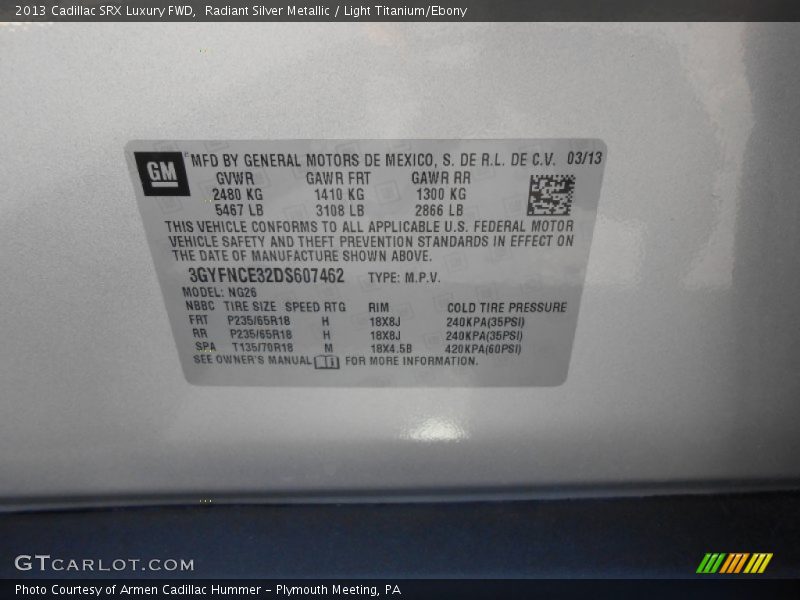 2013 Cadillac SRX Luxury FWD,  Radiant Silver Metallic / Light Titanium/Ebony
GM MFD BY GENERAL MOTORS DE MEXICO, S. DE R.L. DE C.V. 03/13
GVWR GAWR FRT GAWR RR
2480 KG 1410 KG 1300 KG
5467 LB 3108 LB 2866 LB
THIS VEHICLE CONFORMS TO ALL APPLICABLE U.S. FEDERAL MOTOR
VEHICLE SAFETY AND THEFT PREVENTION STANDARDS IN EFFECT ON
THE DATE OF MANUFACTURE SHOWN ABOVE.
3GYFNCE32DS607462 TYPE: M.P.V.
MODEL: NG26
NBBC TIRE SIZE SPEED RTG RIM COLD TIRE PRESSURE
FRT P235/65R18 H 18X8J 240KPA(35PSI)
RR P235/65R18 H 18X8J 240KPA(35PSI)
SPA T135/70R18 M 18X4.5B 420KPA(60PSI)
SEE OWNER'S MANUAL FOR MORE INFORMATION.
GTCARLOT.COM
Photo Courtesy of Armen Cadillac Hummer – Plymouth Meeting, PA